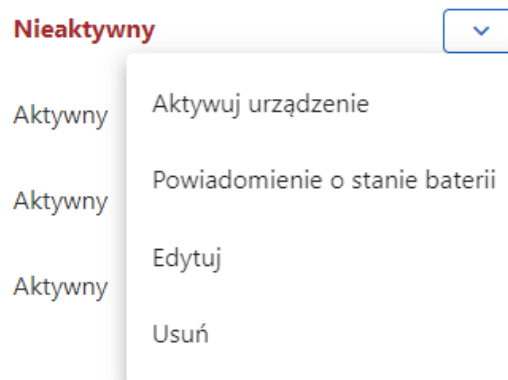 Nieaktywny
Aktywny
Aktywuj urządzenie
Powiadomienie o stanie baterii
Aktywny
Edytuj
Aktywny
Usuń